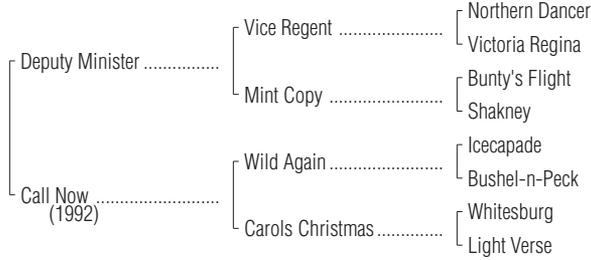 Northern Dancer
Vice Regent ......................
Victoria Regina
Deputy Minister ................
Bunty's Flight
Mint Copy ........................
Shakney
Icecapade
Wild Again ........................
Bushel-n-Peck
Call Now ..........................
(1992)
Whitesburg
Carols Christmas ..............
Light Verse